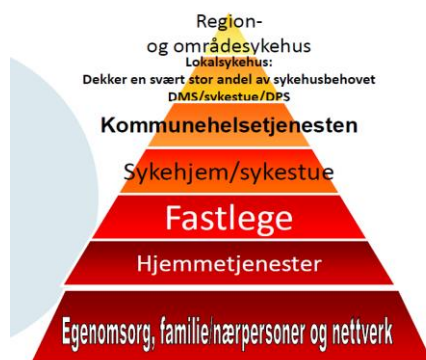 Region-
og områdesykehus
Lokalsykehus:
Dekker en svært stor andel av sykehusbehovet
DMS/sykestue/DPS
Kommunehelsetjenesten
Sykehjem/sykestue
Fastlege
Hjemmetjenester
Egenomsorg, familie/nærpersoner og nettverk